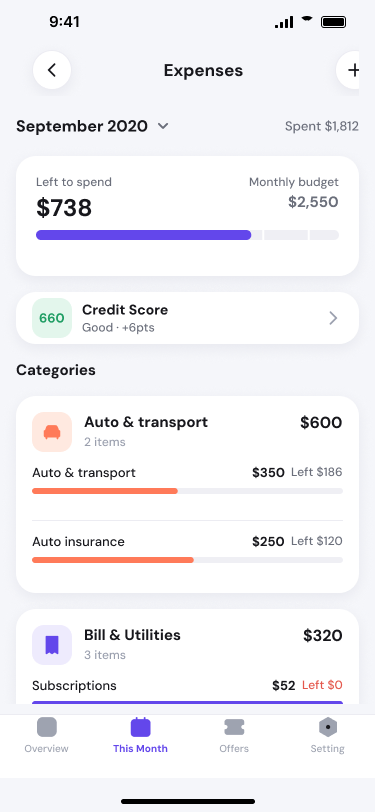 9:41
Expenses
September 2020
Spent $1,812
Left to spend
Monthly budget
$738
$2,550
660
Credit Score
Good · +6pts
Categories
Auto & transport
$600
2 items
Auto & transport
$350 Left $186
Auto insurance
$250 Left $120
Bill & Utilities
$320
3 items
Subscriptions
$52 Left $0
Overview
This Month
Offers
Setting